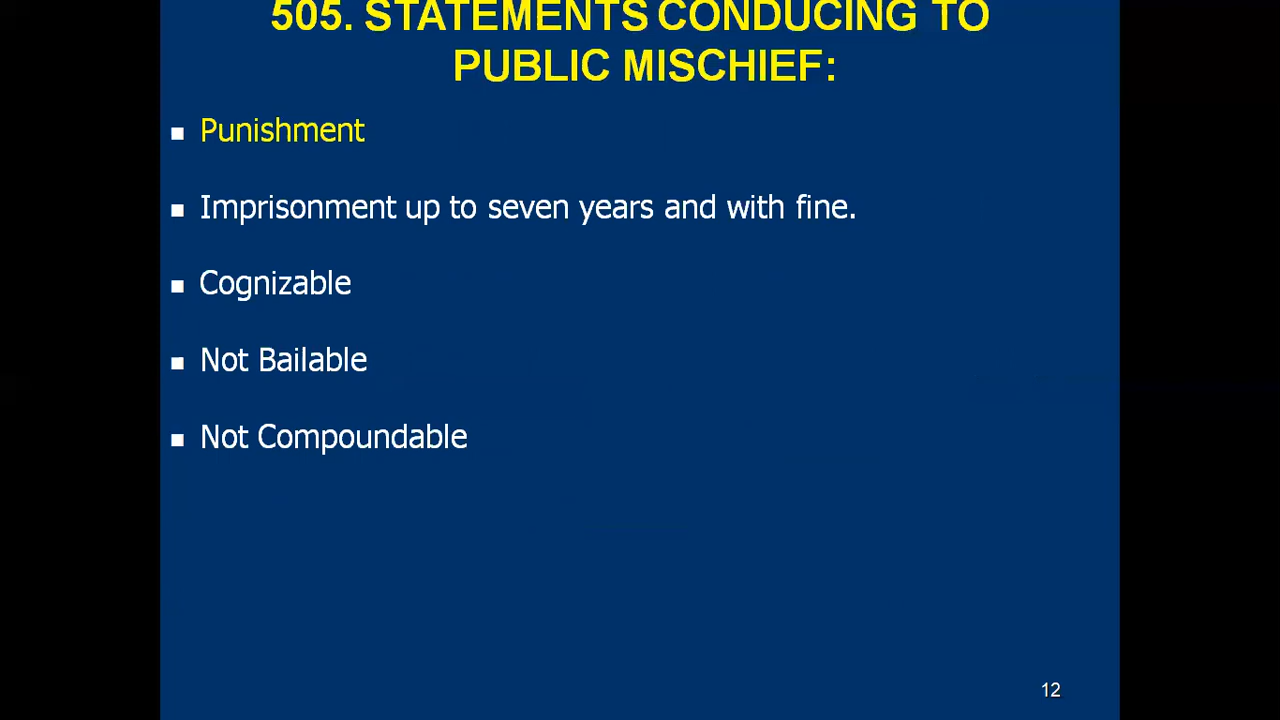 505. STATEMENTS CONDUCING TO
PUBLIC MISCHIEF:
Punishment
Imprisonment up to seven years and with fine.
Cognizable
Not Bailable
Not Compoundable
12